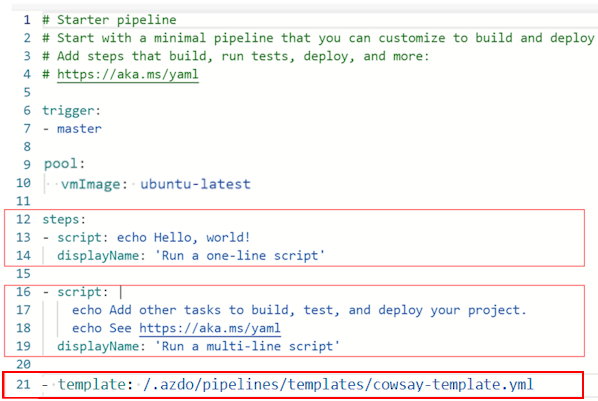 1 # Starter pipeline
2 # Start with a minimal pipeline that you can customize to build and deploy
3 # Add steps that build, run tests, deploy, and more:
4 # https://aka.ms/yaml
5
6 trigger:
7 - master
8
9 pool:
10 vmImage: ubuntu-latest
11
12 steps:
13 - script: echo Hello, world!
14 displayName: 'Run a one-line script'
15
16 - script: |
17 echo Add other tasks to build, test, and deploy your project.
18 echo See https://aka.ms/yaml
19 displayName: 'Run a multi-line script'
20
21 - template: /.azdo/pipelines/templates/cowsay-template.yml